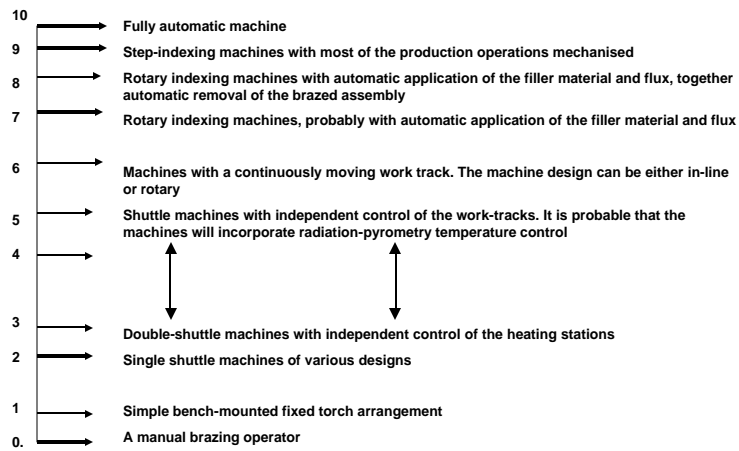 10
Fully automatic machine
9
Step-indexing machines with most of the production operations mechanised
8
Rotary indexing machines with automatic application of the filler material and flux, together
automatic removal of the brazed assembly
7
Rotary indexing machines, probably with automatic application of the filler material and flux
6
Machines with a continuously moving work track. The machine design can be either in-line
or rotary
5
Shuttle machines with independent control of the work-tracks. It is probable that the
machines will incorporate radiation-pyrometry temperature control
4
3
Double-shuttle machines with independent control of the heating stations
2
Single shuttle machines of various designs
1
Simple bench-mounted fixed torch arrangement
0.
A manual brazing operator